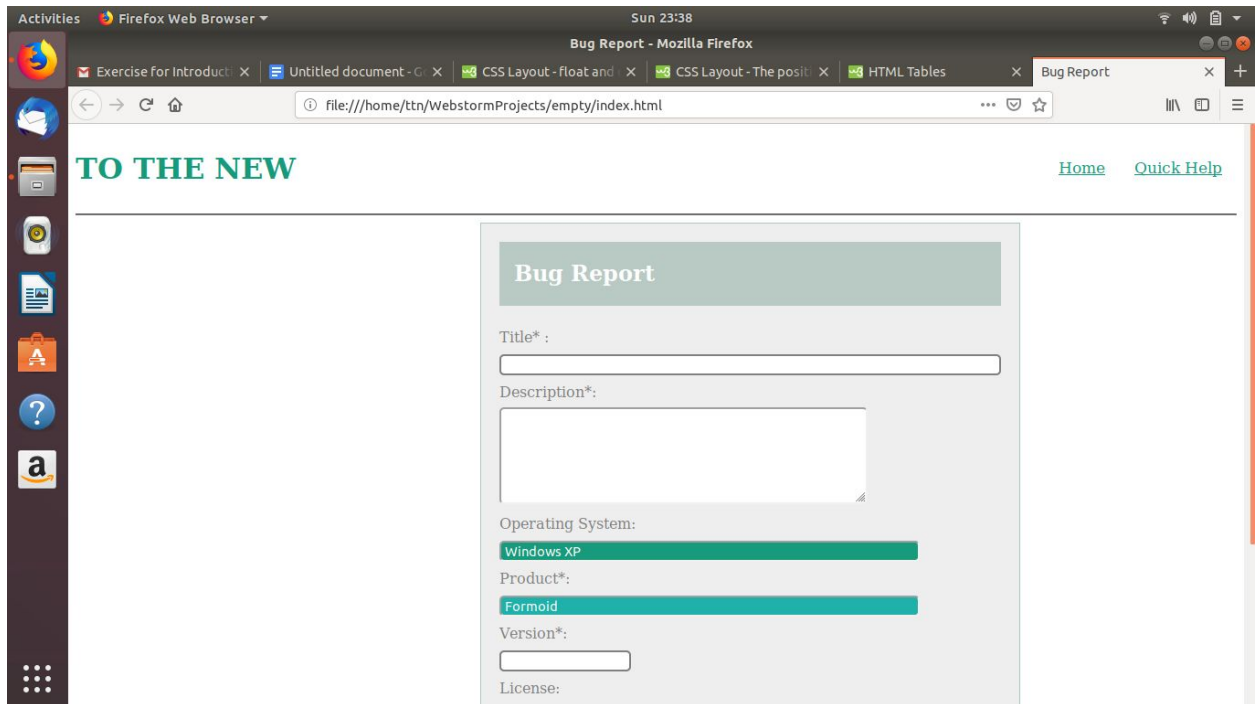 Activities Firefox Web Browser Sun 23:38
Bug Report - Mozilla Firefox
Exercise for Introducti Untitled document - G CSS Layout - float and CSS Layout - The positi HTML Tables Bug Report
file:///home/ttn/WebstormProjects/empty/index.html
TO THE NEW Home Quick Help
Bug Report
Title* :
Description*:
Operating System:
Windows XP
Product*:
Formoid
Version*:
License: